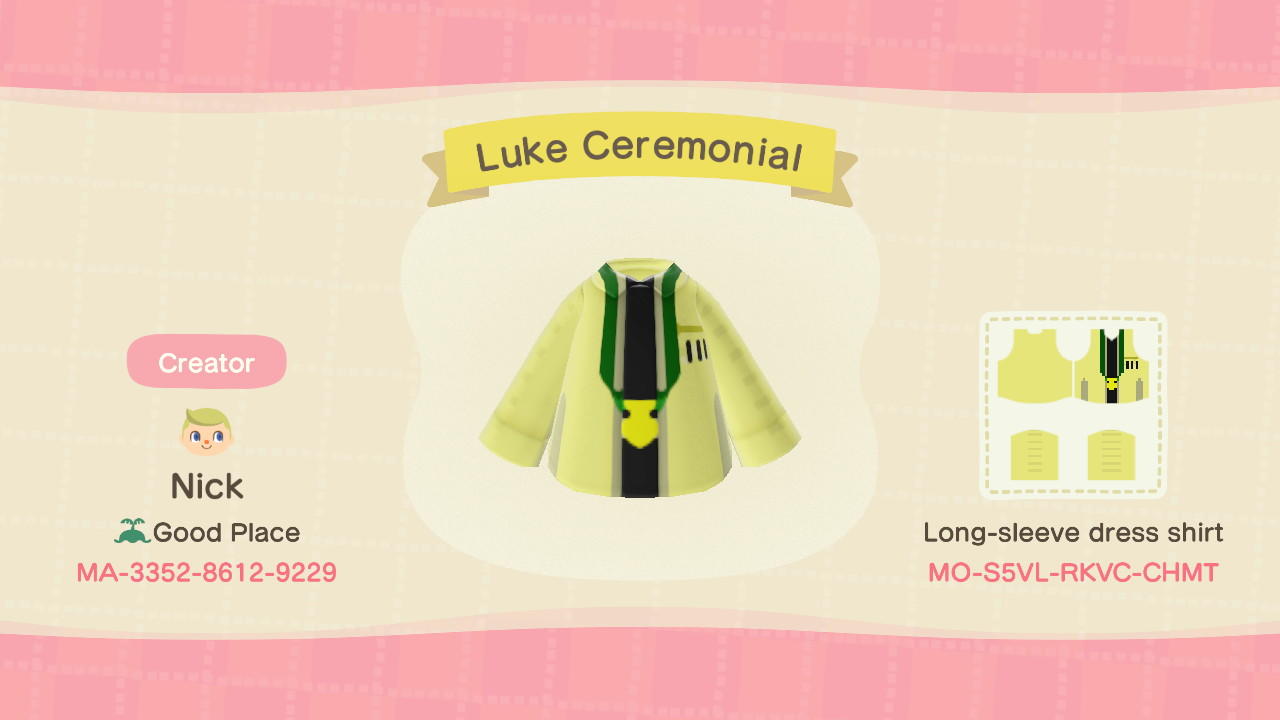 Luke Ceremonial
Creator
Nick
Good Place
MA-3352-8612-9229
Long-sleeve dress shirt
MO-S5VL-RKVC-CHMT